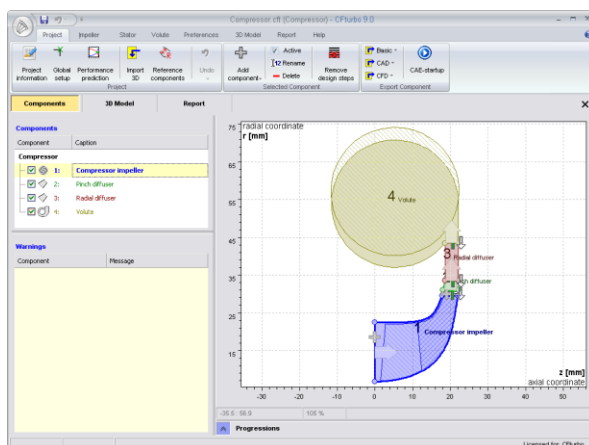 Compressor.cft (Compressor) - CFturbo 9.0
Project Impeller Stator Volute Preferences 3D Model Report Help
Project information
Global setup
Performance prediction
Import 3D
Reference components
Undo
Project
Add component
Active
Rename
Delete
Remove design steps
Selected Component
Basic
CAD
CFD
CAE-startup
Export Component
Components 3D Model Report
Components
Component Caption
Compressor
1: Compressor impeller
2: Pinch diffuser
3: Radial diffuser
4: Volute
Warnings
Component Message
75 radial coordinate
r [mm]
65
55
45
35
25
15
4 Volute
3 Radial diffuser
1 Compressor impeller
z [mm]
axial coordinate
-30 -20 -10 0 10 20 30 40 50
105 %
Progressions
Licensed for: CFturbo